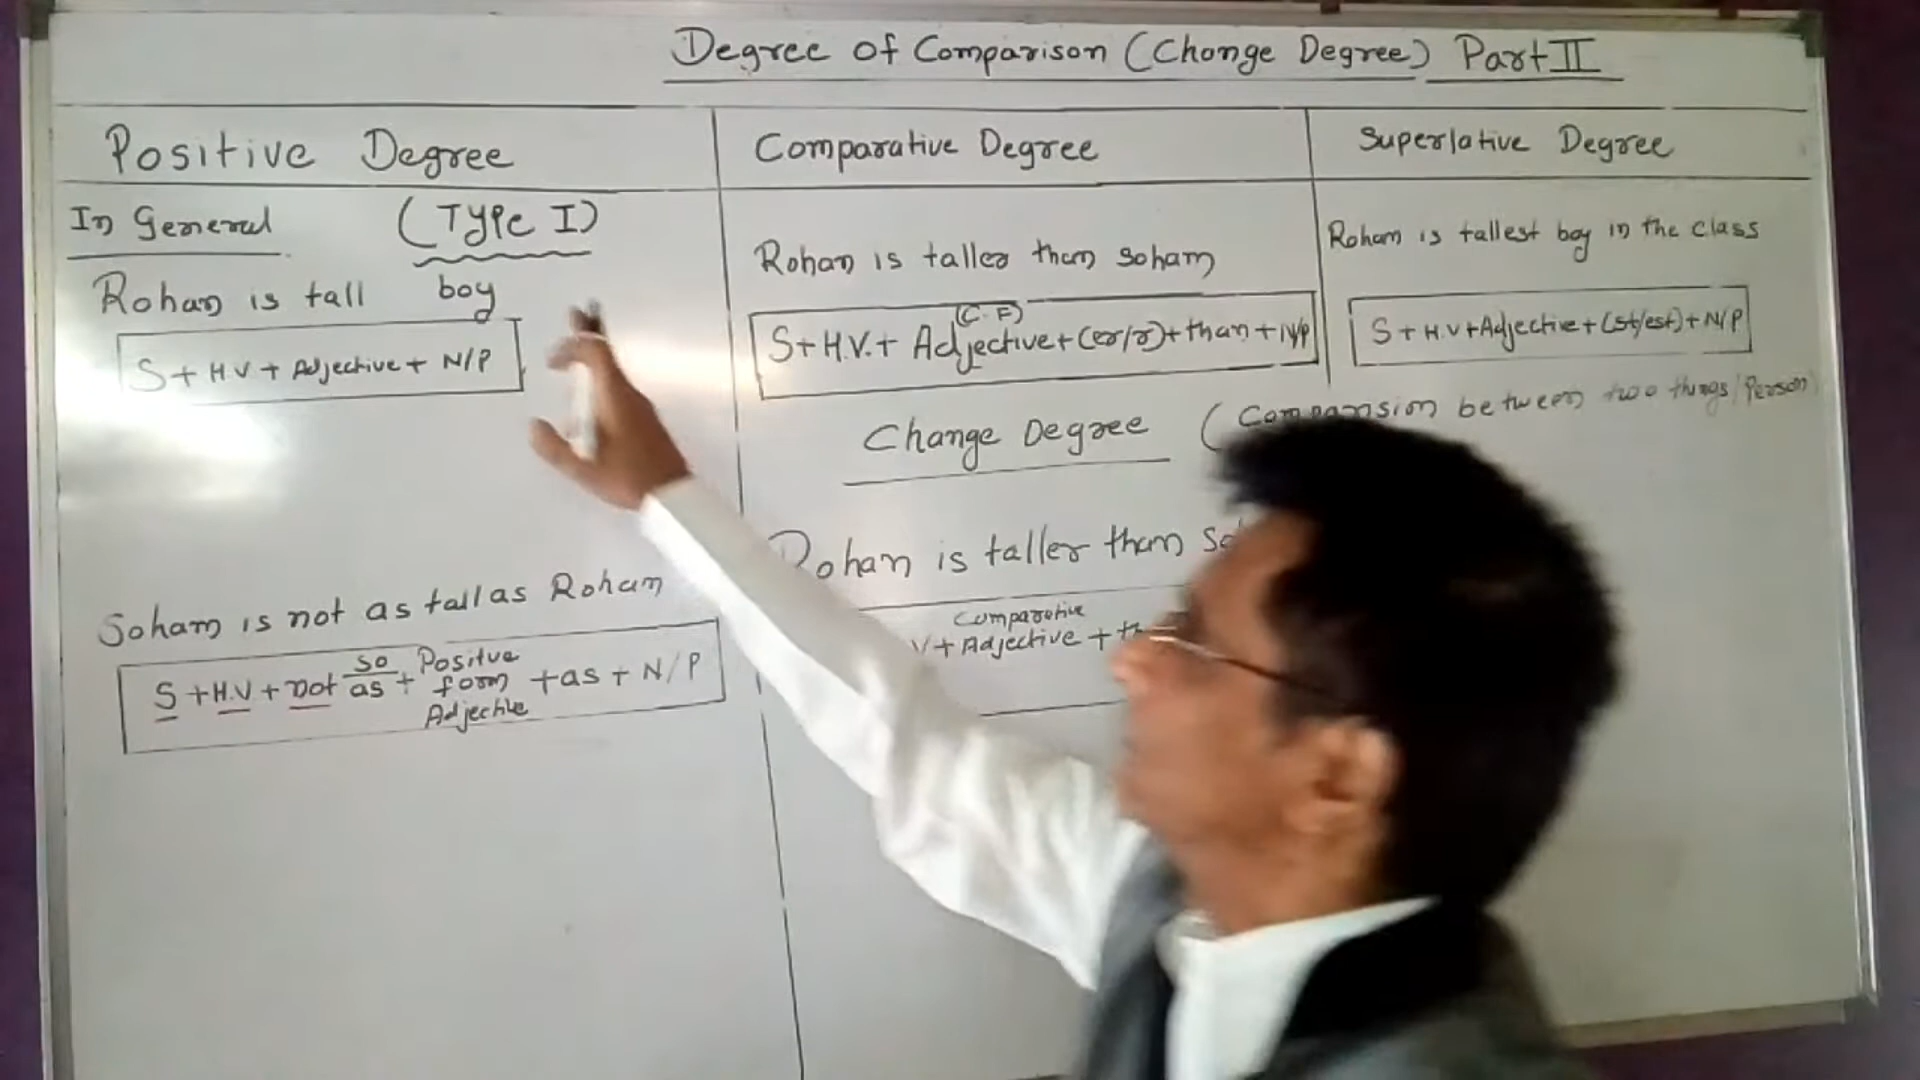 Degree of Comparison (Change Degree) Part II
Positive Degree
Comparative Degree
Superlative Degree
In General (Type I)
Rohan is tall boy
S + H.V + Adjective + N/P
Rohan is taller than soham
(C.F)
S + H.V. + Adjective + (er/r) + than + N/P
Rohan is tallest boy in the class
S + H.V + Adjective + (st/est) + N/P
Change Degree (Comparision between two things/Person)
Soham is not as tall as Rohan
S + H.V + not so/as + Positve form Adjective + as + N/P
Rohan is taller than
Comparative
V + Adjective +